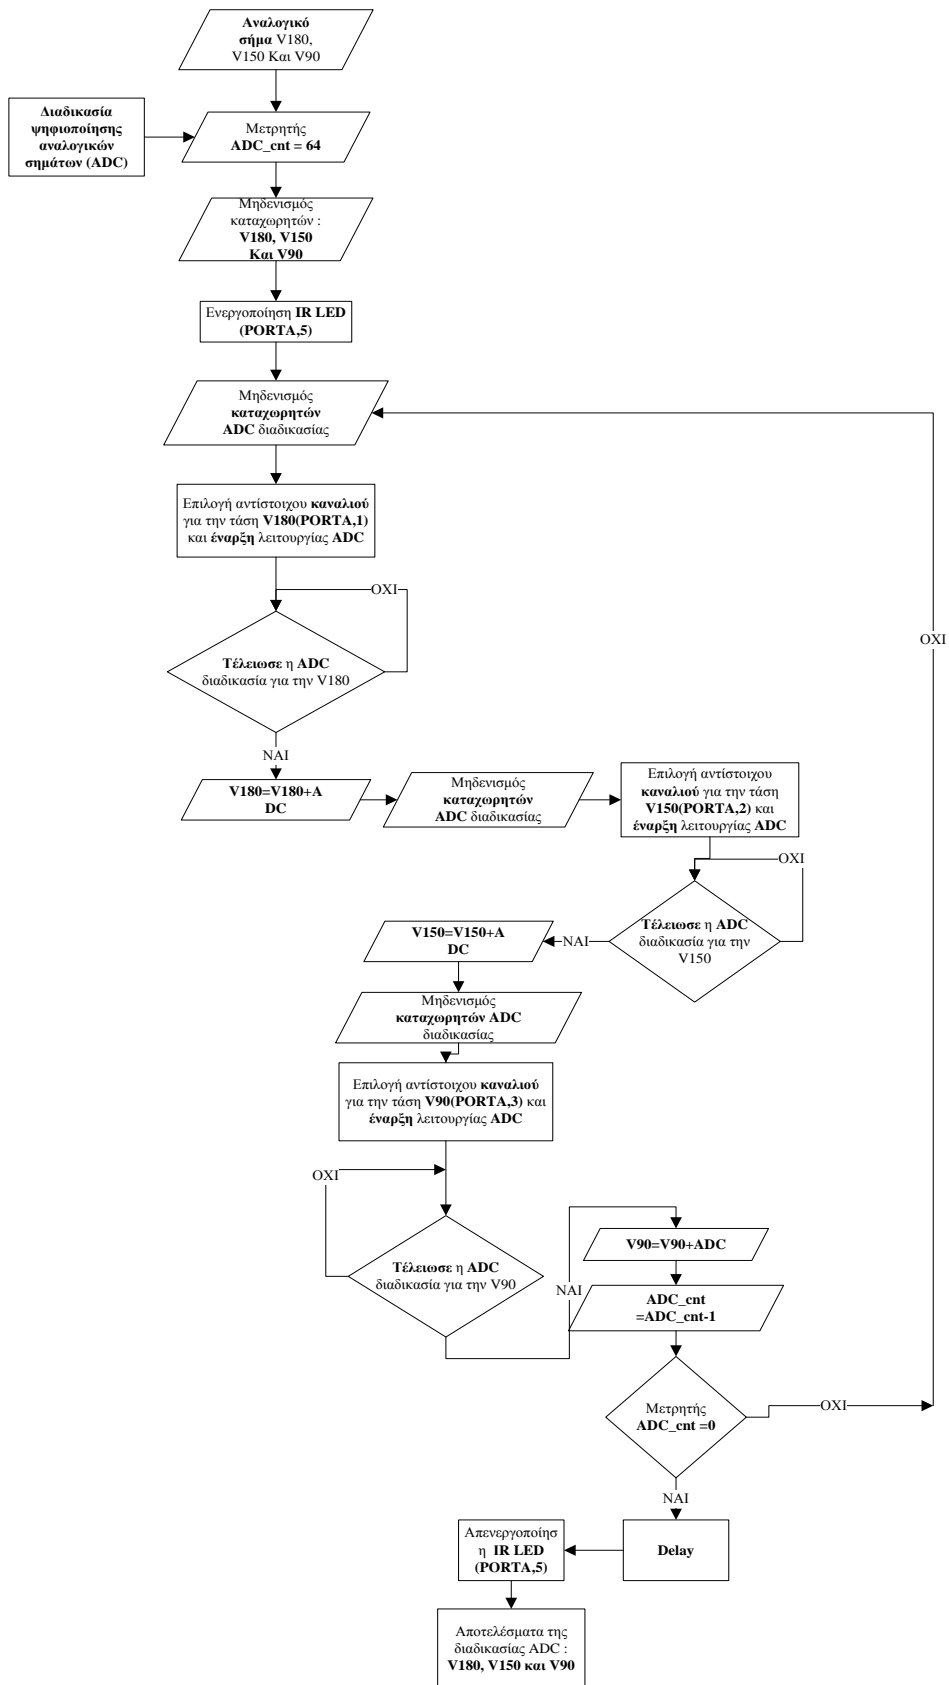 Αναλογικό
σήμα V180,
V150 Και V90
Διαδικασία
ψηφιοποίησης
αναλογικών
σημάτων (ADC)
Μετρητής
ADC_cnt = 64
Μηδενισμός
καταχωρητών :
V180, V150
Και V90
Ενεργοποίηση IR LED
(PORTA,5)
Μηδενισμός
καταχωρητών
ADC διαδικασίας
Επιλογή αντίστοιχου καναλιού
για την τάση V180(PORTA,1)
και έναρξη λειτουργίας ADC
ΟΧΙ
Τέλειωσε η ADC
διαδικασία για την V180
ΝΑΙ
V180=V180+A
DC
Μηδενισμός
καταχωρητών
ADC διαδικασίας
Επιλογή αντίστοιχου
καναλιού για την τάση
V150(PORTA,2) και
έναρξη λειτουργίας ADC
ΟΧΙ
Τέλειωσε η ADC
διαδικασία για την
V150
ΝΑΙ
V150=V150+A
DC
Μηδενισμός
καταχωρητών ADC
διαδικασίας
Επιλογή αντίστοιχου καναλιού
για την τάση V90(PORTA,3) και
έναρξη λειτουργίας ADC
ΟΧΙ
Τέλειωσε η ADC
διαδικασία για την V90
ΝΑΙ
V90=V90+ADC
ADC_cnt
=ADC_cnt-1
Μετρητής
ADC_cnt =0
ΟΧΙ
ΟΧΙ
ΝΑΙ
Delay
Απενεργοποίησ
η IR LED
(PORTA,5)
Αποτελέσματα της
διαδικασίας ADC :
V180, V150 και V90